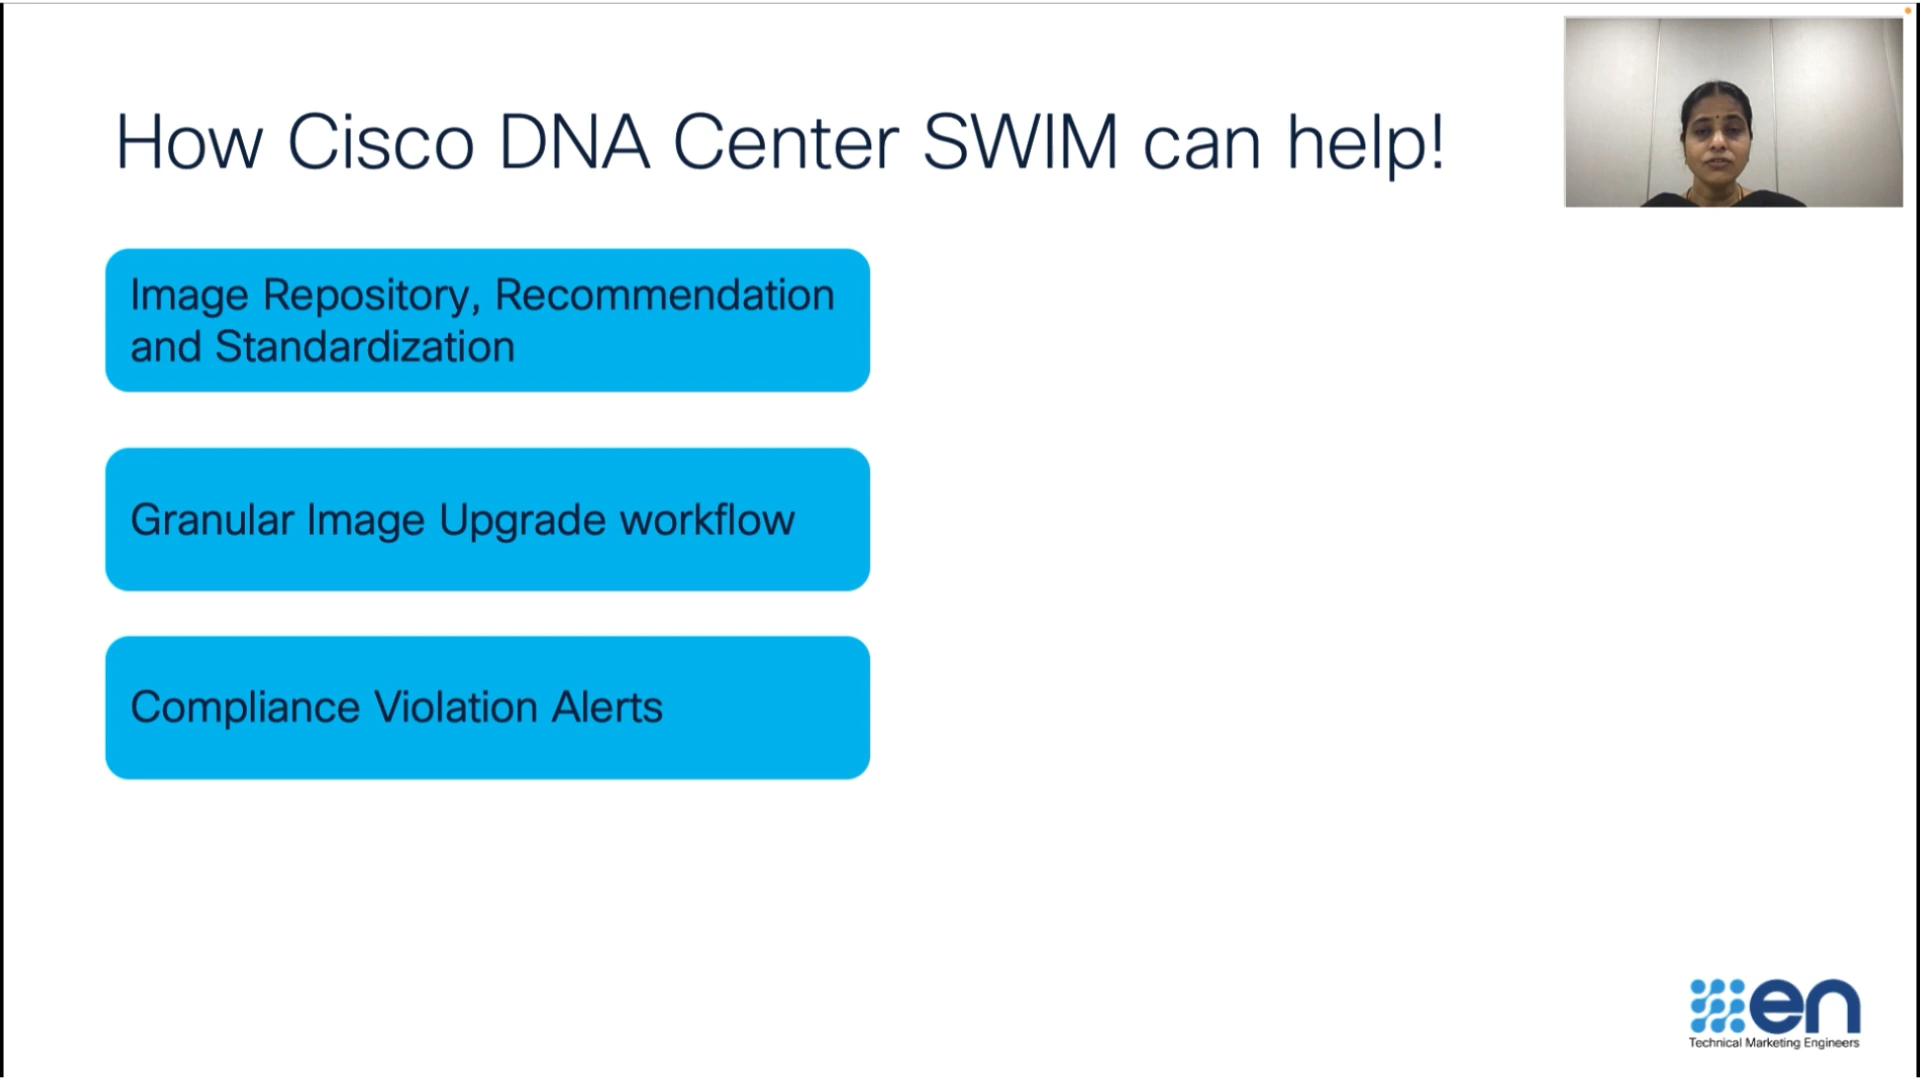 How Cisco DNA Center SWIM can help!
Image Repository, Recommendation
and Standardization
Granular Image Upgrade workflow
Compliance Violation Alerts
en
Technical Marketing Engineers